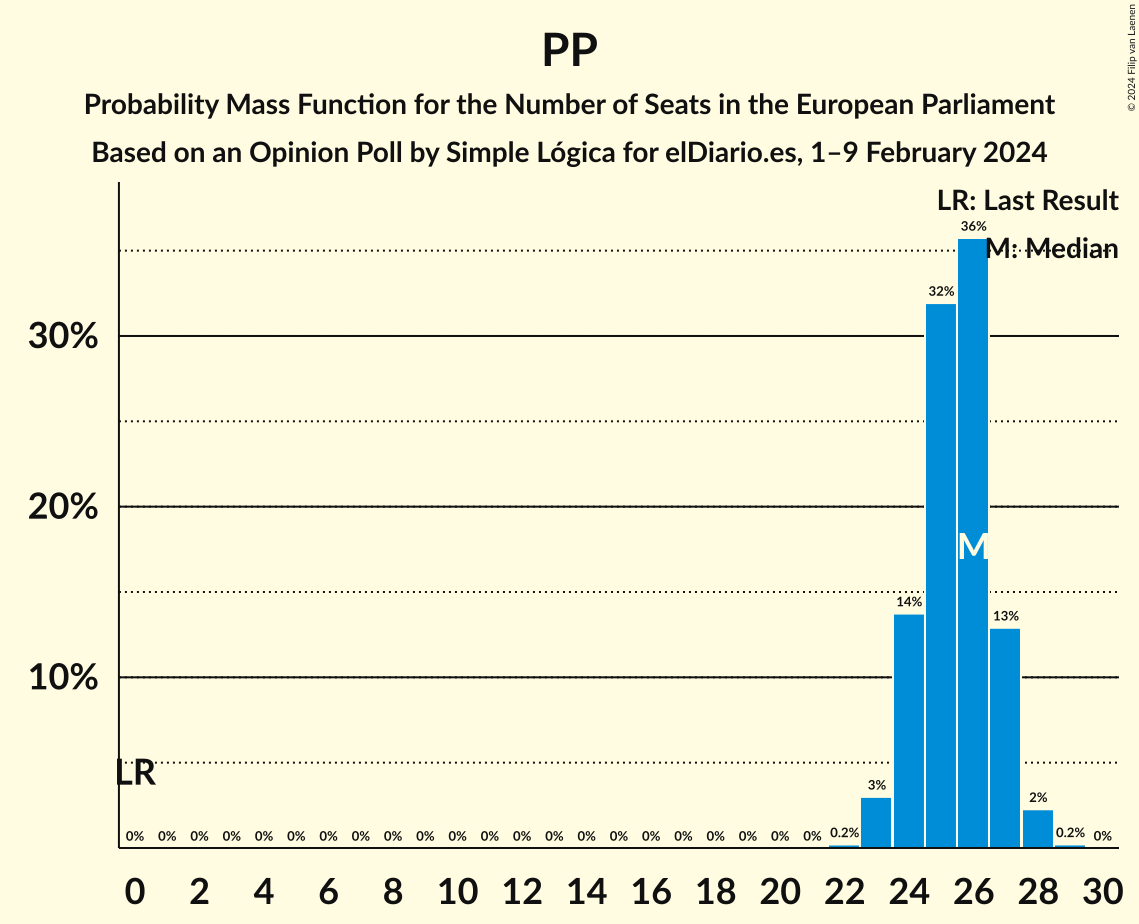 PP
Probability Mass Function for the Number of Seats in the European Parliament
Based on an Opinion Poll by Simple Lógica for elDiario.es, 1–9 February 2024
© 2024 Filip van Laenen
LR: Last Result
M: Median
30%
20%
10%
LR
M
0% 0% 0% 0% 0% 0% 0% 0% 0% 0% 0% 0% 0% 0% 0% 0% 0% 0% 0% 0% 0% 0% 0.2% 3% 14% 32% 36% 13% 2% 0.2% 0%
0 2 4 6 8 10 12 14 16 18 20 22 24 26 28 30